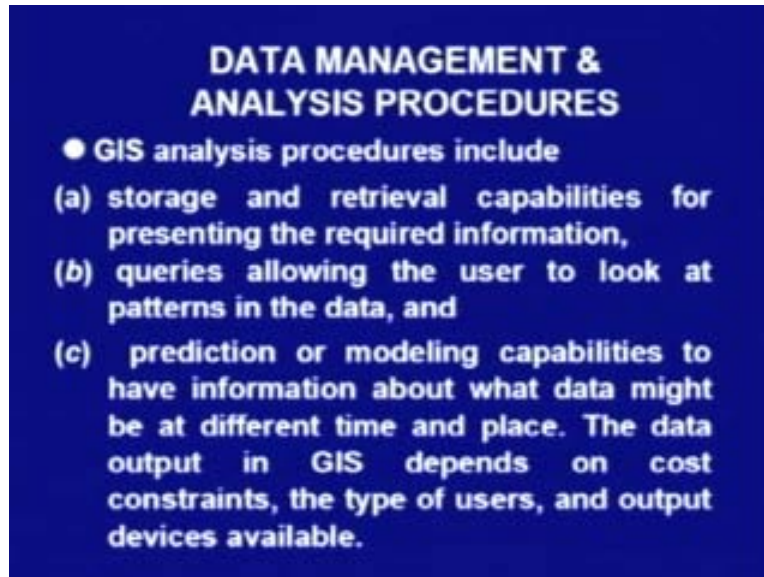 DATA MANAGEMENT &
ANALYSIS PROCEDURES
● GIS analysis procedures include
(a) storage and retrieval capabilities for
presenting the required information,
(b) queries allowing the user to look at
patterns in the data, and
(c) prediction or modeling capabilities to
have information about what data might
be at different time and place. The data
output in GIS depends on cost
constraints, the type of users, and output
devices available.